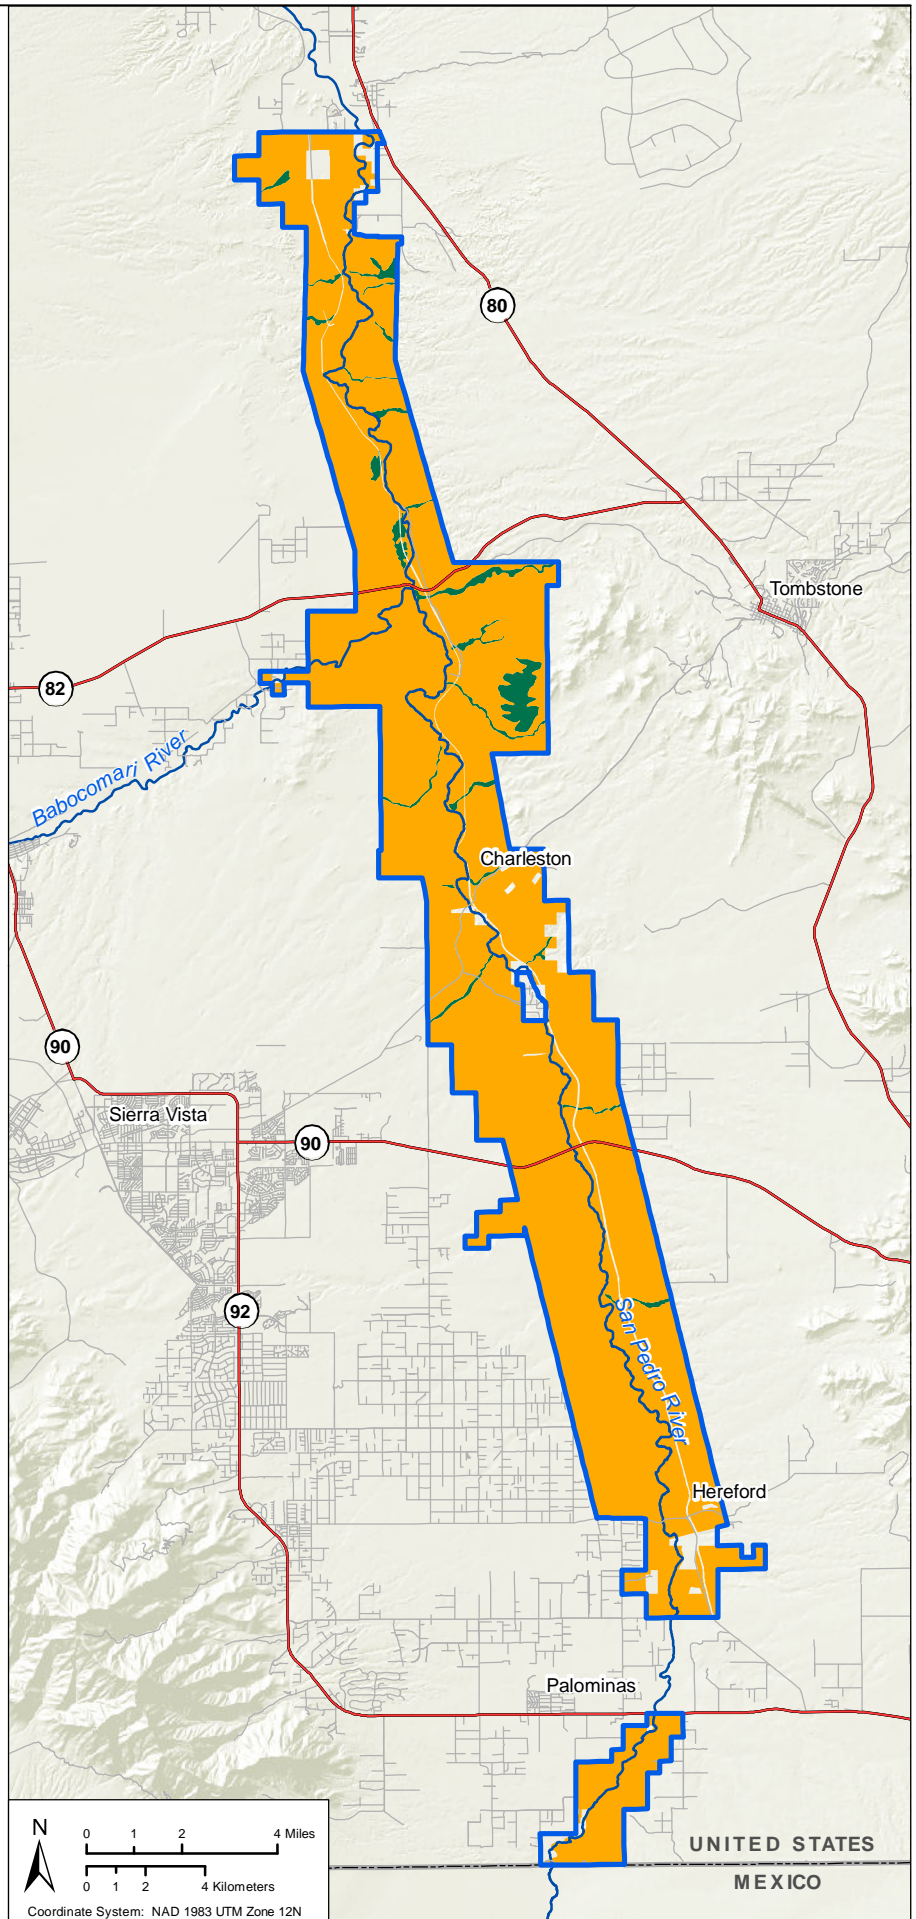 80
Tombstone
82
Babocomari River
Charleston
90
Sierra Vista
90
92
San Pedro River
Hereford
Palominas
UNITED STATES
MEXICO
N
0 1 2 4 Miles
0 1 2 4 Kilometers
Coordinate System: NAD 1983 UTM Zone 12N